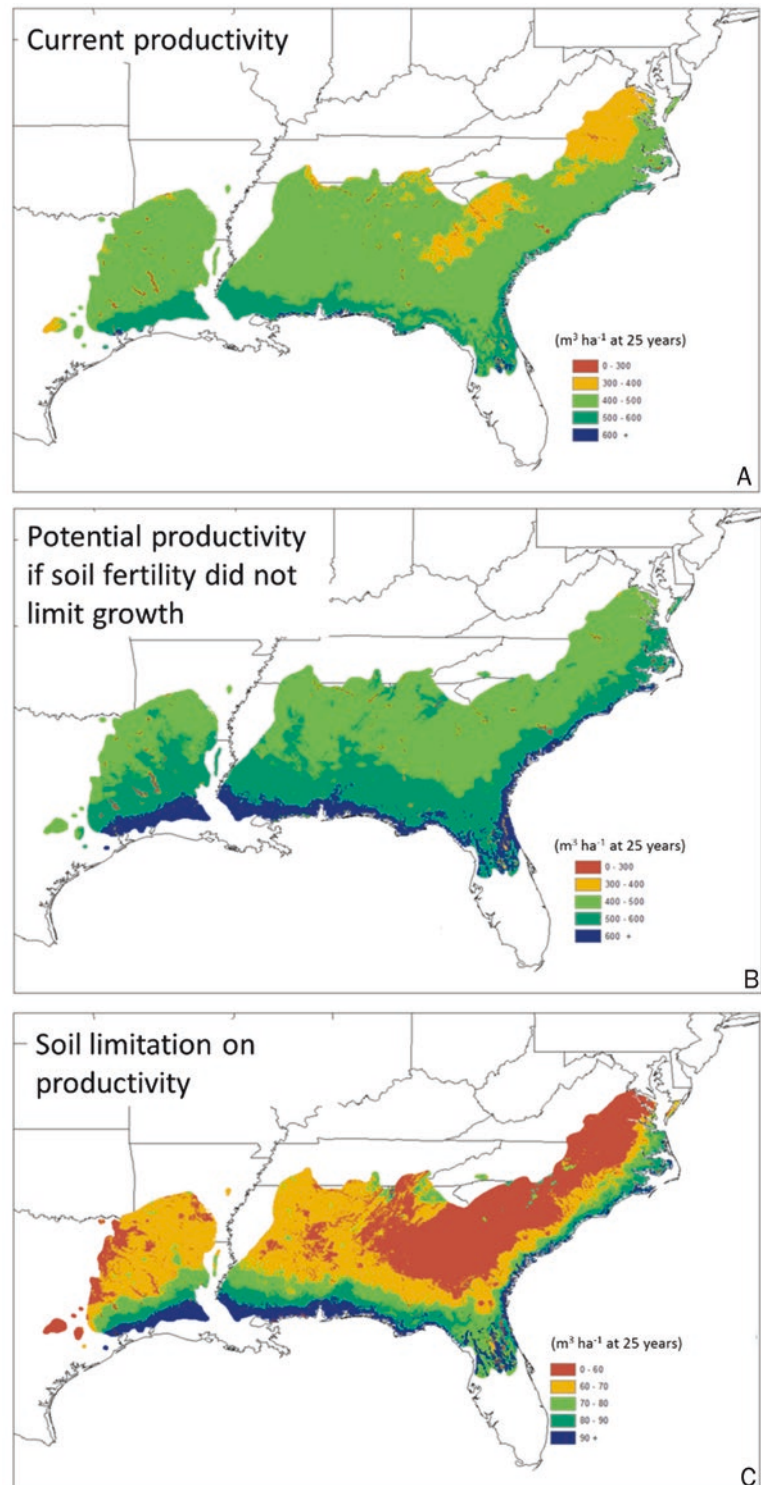 Current productivity
(m³ ha⁻¹ at 25 years)
0 - 300
300 - 400
400 - 500
500 - 600
600 +
A
Potential productivity
if soil fertility did not
limit growth
(m³ ha⁻¹ at 25 years)
0 - 300
300 - 400
400 - 500
500 - 600
600 +
B
Soil limitation on
productivity
(m³ ha⁻¹ at 25 years)
0 - 60
60 - 70
70 - 80
80 - 90
90 +
C